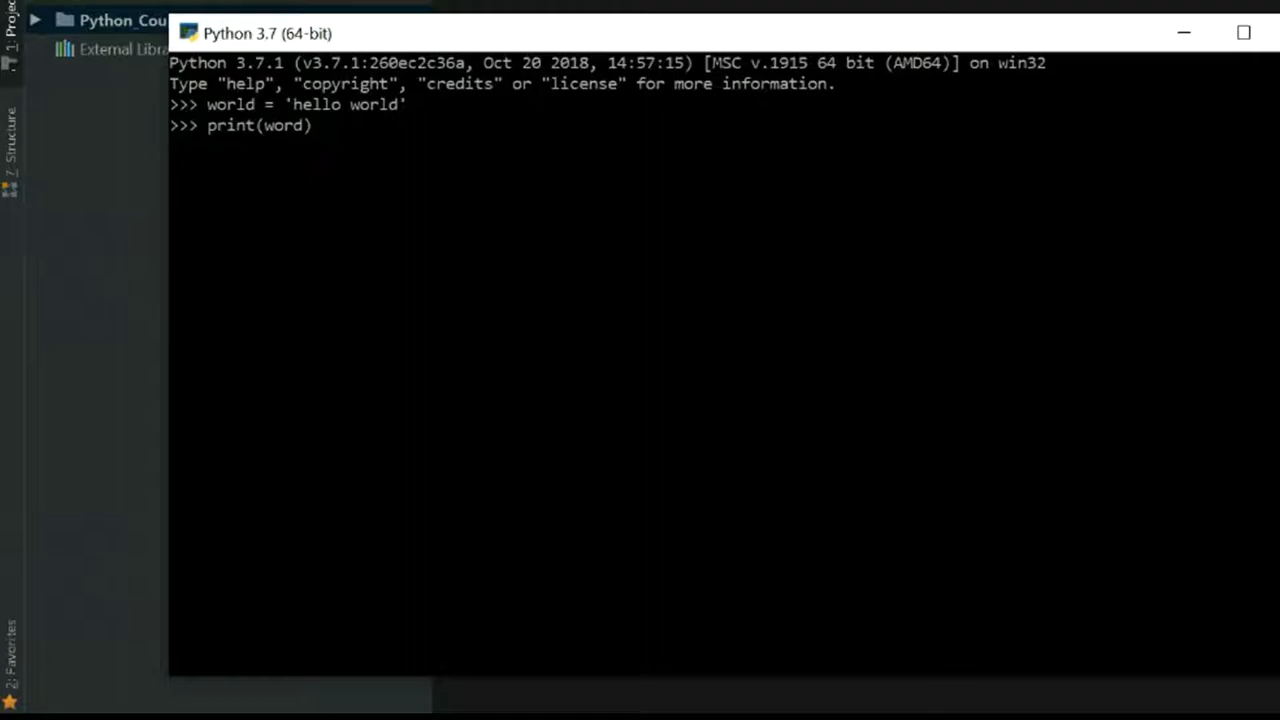 1: Project
Python_Cou
External Libra
7: Structure
2: Favorites
Python 3.7 (64-bit)
Python 3.7.1 (v3.7.1:260ec2c36a, Oct 20 2018, 14:57:15) [MSC v.1915 64 bit (AMD64)] on win32
Type "help", "copyright", "credits" or "license" for more information.
>>> world = 'hello world'
>>> print(word)